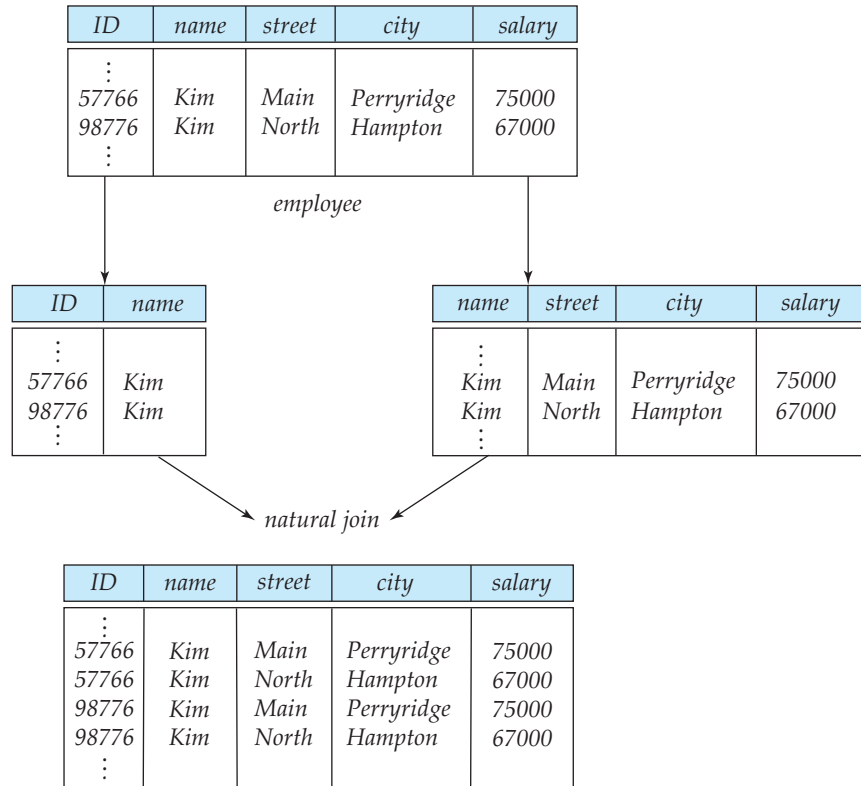 ID name street city salary
⋮
57766 Kim Main Perryridge 75000
98776 Kim North Hampton 67000
⋮
employee
ID name
⋮
57766 Kim
98776 Kim
⋮
name street city salary
⋮
Kim Main Perryridge 75000
Kim North Hampton 67000
⋮
natural join
ID name street city salary
⋮
57766 Kim Main Perryridge 75000
57766 Kim North Hampton 67000
98776 Kim Main Perryridge 75000
98776 Kim North Hampton 67000
⋮